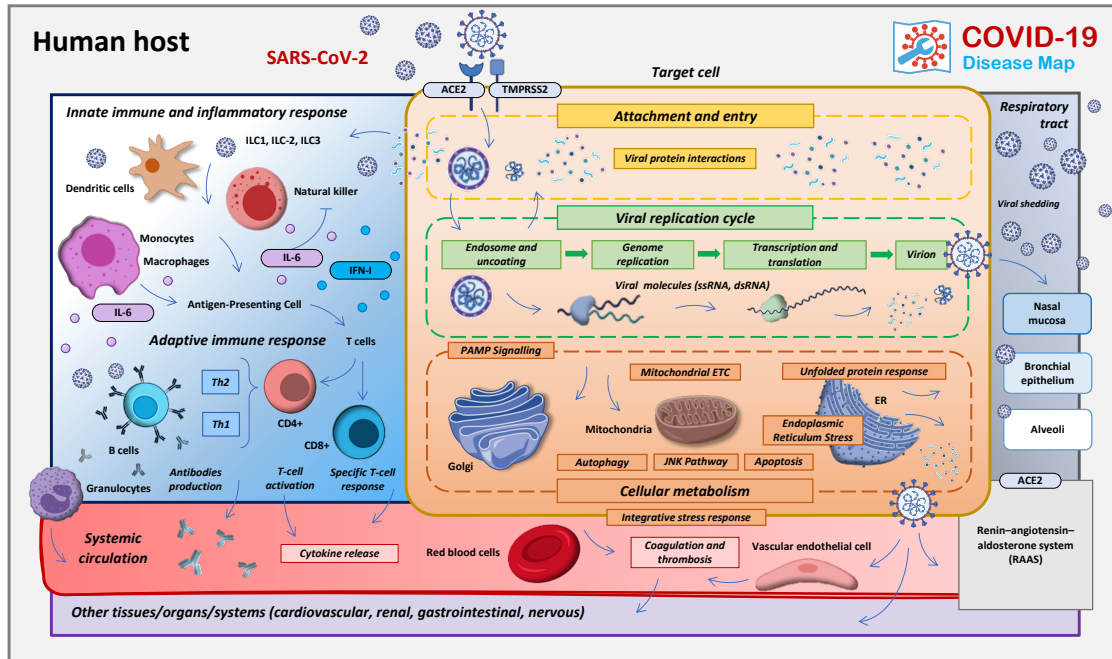 Human host
SARS-CoV-2
COVID-19
Disease Map
Target cell
ACE2
TMPRSS2
Innate immune and inflammatory response
ILC1, ILC-2, ILC3
Dendritic cells
Natural killer
Monocytes
Macrophages
IL-6
IFN-I
IL-6
Antigen-Presenting Cell
Adaptive immune response
T cells
Th2
Th1
CD4+
CD8+
B cells
Granulocytes
Antibodies
production
T-cell
activation
Specific T-cell
response
Attachment and entry
Viral protein interactions
Viral replication cycle
Endosome and
uncoating
Genome
replication
Transcription and
translation
Virion
Viral molecules (ssRNA, dsRNA)
PAMP Signalling
Mitochondrial ETC
Unfolded protein response
ER
Mitochondria
Endoplasmic
Reticulum Stress
Golgi
Autophagy
JNK Pathway
Apoptosis
Cellular metabolism
Integrative stress response
Respiratory
tract
Viral shedding
Nasal
mucosa
Bronchial
epithelium
Alveoli
ACE2
Renin–angiotensin–
aldosterone system
(RAAS)
Systemic
circulation
Cytokine release
Red blood cells
Coagulation and
thrombosis
Vascular endothelial cell
Other tissues/organs/systems (cardiovascular, renal, gastrointestinal, nervous)